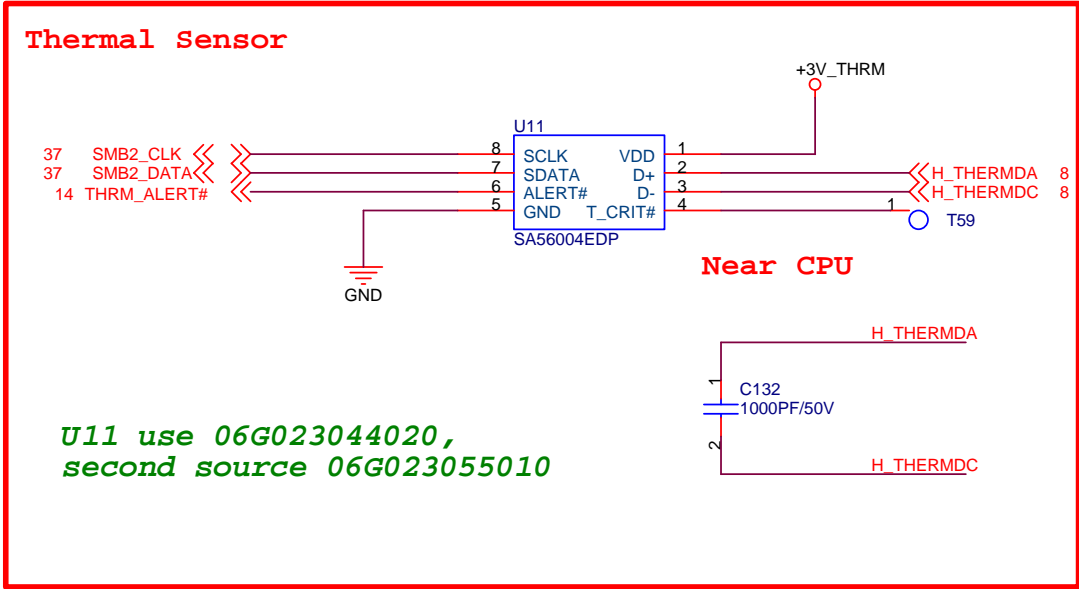 Thermal Sensor
+3V_THRM
U11
37 SMB2_CLK 8 SCLK VDD 1
37 SMB2_DATA 7 SDATA D+ 2 H_THERMDA 8
14 THRM_ALERT# 6 ALERT# D- 3 H_THERMDC 8
5 GND T_CRIT# 4 1 T59
SA56004EDP
Near CPU
GND
H_THERMDA
1
C132
1000PF/50V
2
H_THERMDC
U11 use 06G023044020,
second source 06G023055010